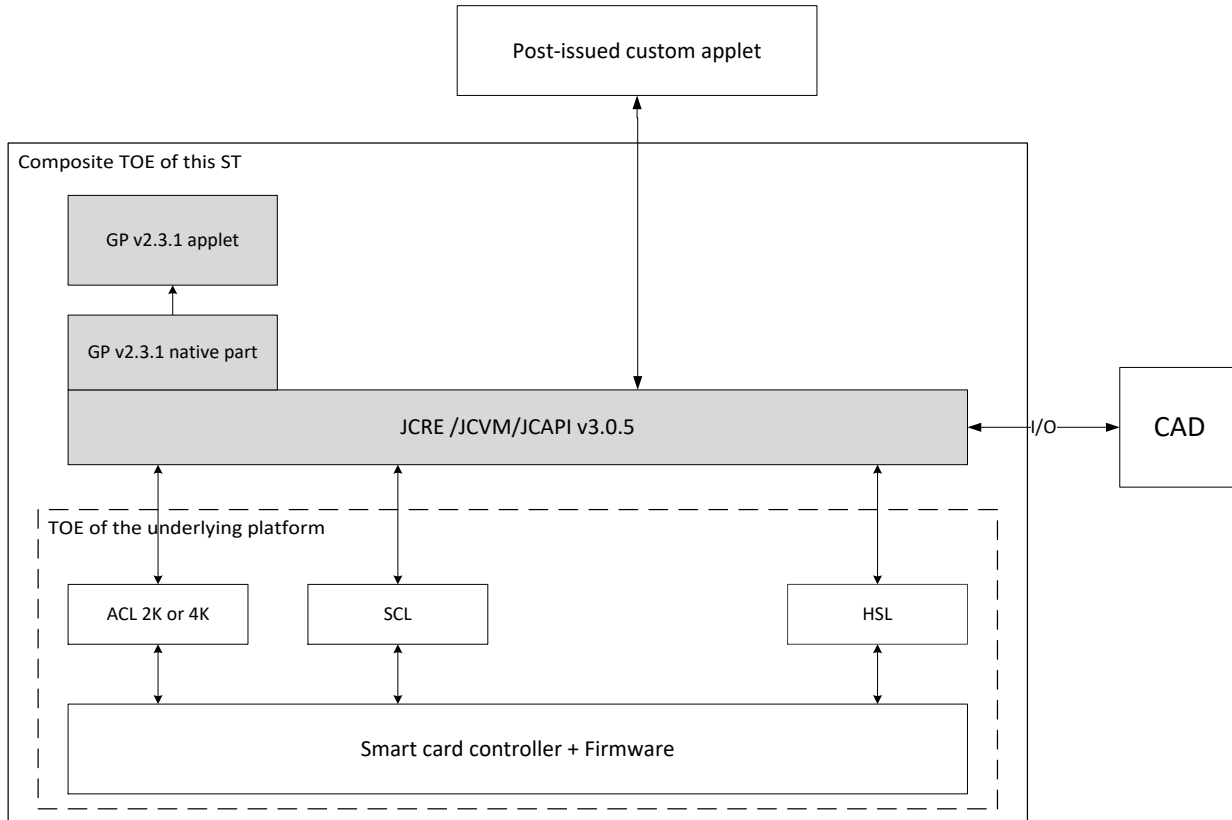 Post-issued custom applet
Composite TOE of this ST
GP v2.3.1 applet
GP v2.3.1 native part
JCRE /JCVM/JCAPI v3.0.5
I/O
CAD
TOE of the underlying platform
ACL 2K or 4K
SCL
HSL
Smart card controller + Firmware